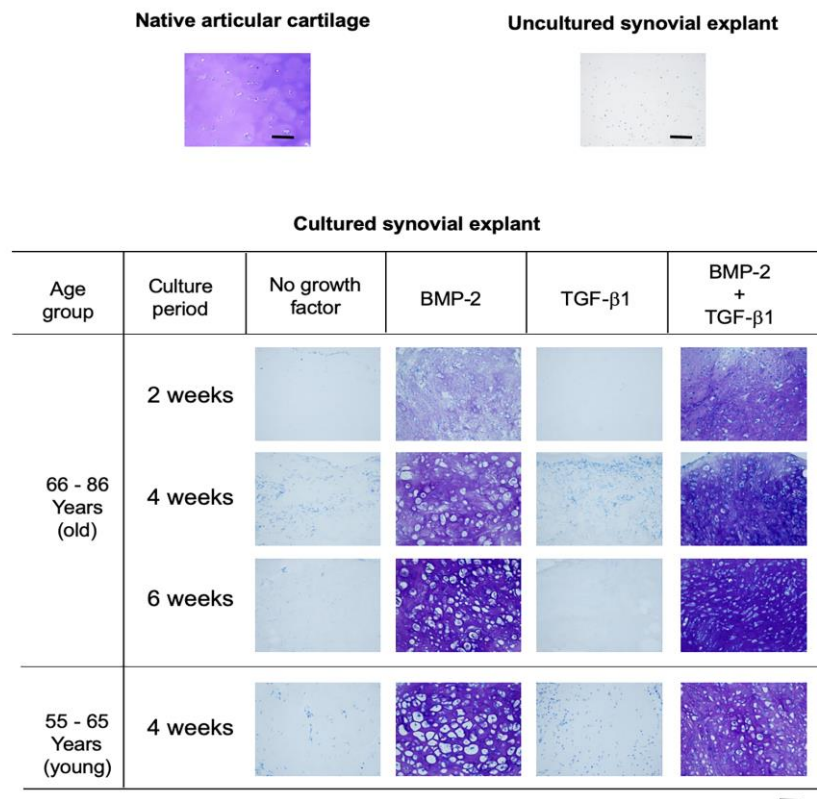 Native articular cartilage
Uncultured synovial explant
Cultured synovial explant
Age
group
Culture
period
No growth
factor
BMP-2
TGF-β1
BMP-2
+
TGF-β1
66 - 86
Years
(old)
2 weeks
4 weeks
6 weeks
55 - 65
Years
(young)
4 weeks